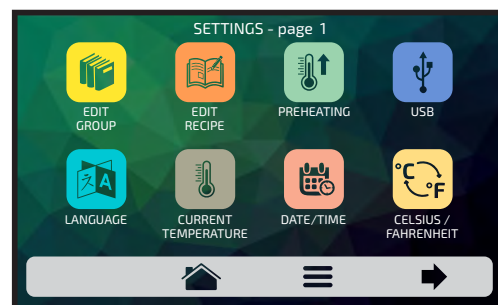 SETTINGS - page 1
EDIT
GROUP
EDIT
RECIPE
PREHEATING
USB
LANGUAGE
CURRENT
TEMPERATURE
DATE/TIME
°C
°F
CELSIUS /
FAHRENHEIT
A